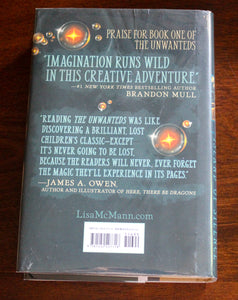 PRAISE FOR BOOK ONE OF
THE UNWANTEDS
"IMAGINATION RUNS WILD
IN THIS CREATIVE ADVENTURE."
—#1 NEW YORK TIMES BESTSELLING AUTHOR
BRANDON MULL
"READING THE UNWANTEDS WAS LIKE
DISCOVERING A BRILLIANT, LOST
CHILDREN'S CLASSIC—EXCEPT
IT'S NEVER GOING TO BE LOST,
BECAUSE THE READERS WILL NEVER, EVER FORGET
THE MAGIC THEY'LL EXPERIENCE IN ITS PAGES."
—JAMES A. OWEN,
AUTHOR AND ILLUSTRATOR OF HERE, THERE BE DRAGONS
LisaMcMann.com